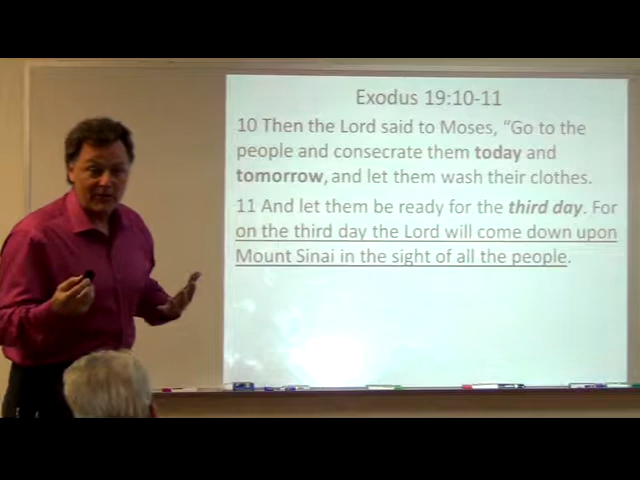 Exodus 19:10-11
10 Then the Lord said to Moses, “Go to the
people and consecrate them today and
tomorrow, and let them wash their clothes.
11 And let them be ready for the third day. For
on the third day the Lord will come down upon
Mount Sinai in the sight of all the people.